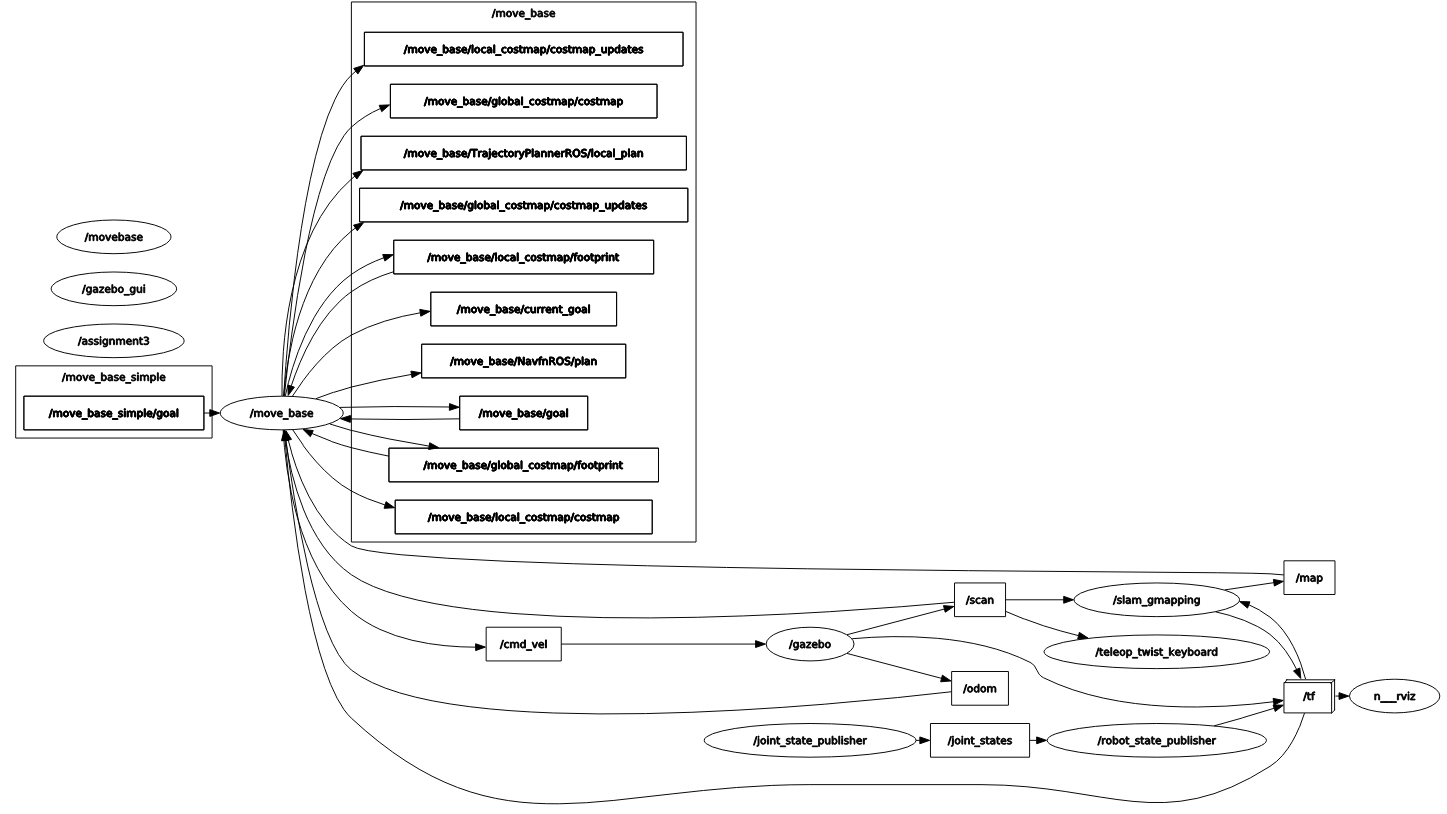 /move_base
/move_base/local_costmap/costmap_updates
/move_base/global_costmap/costmap
/move_base/TrajectoryPlannerROS/local_plan
/move_base/global_costmap/costmap_updates
/movebase
/move_base/local_costmap/footprint
/gazebo_gui
/move_base/current_goal
/assignment3
/move_base/NavfnROS/plan
/move_base_simple
/move_base_simple/goal
/move_base
/move_base/goal
/move_base/global_costmap/footprint
/move_base/local_costmap/costmap
/map
/scan
/slam_gmapping
/cmd_vel
/gazebo
/teleop_twist_keyboard
/odom
/tf
n__rviz
/joint_state_publisher
/joint_states
/robot_state_publisher